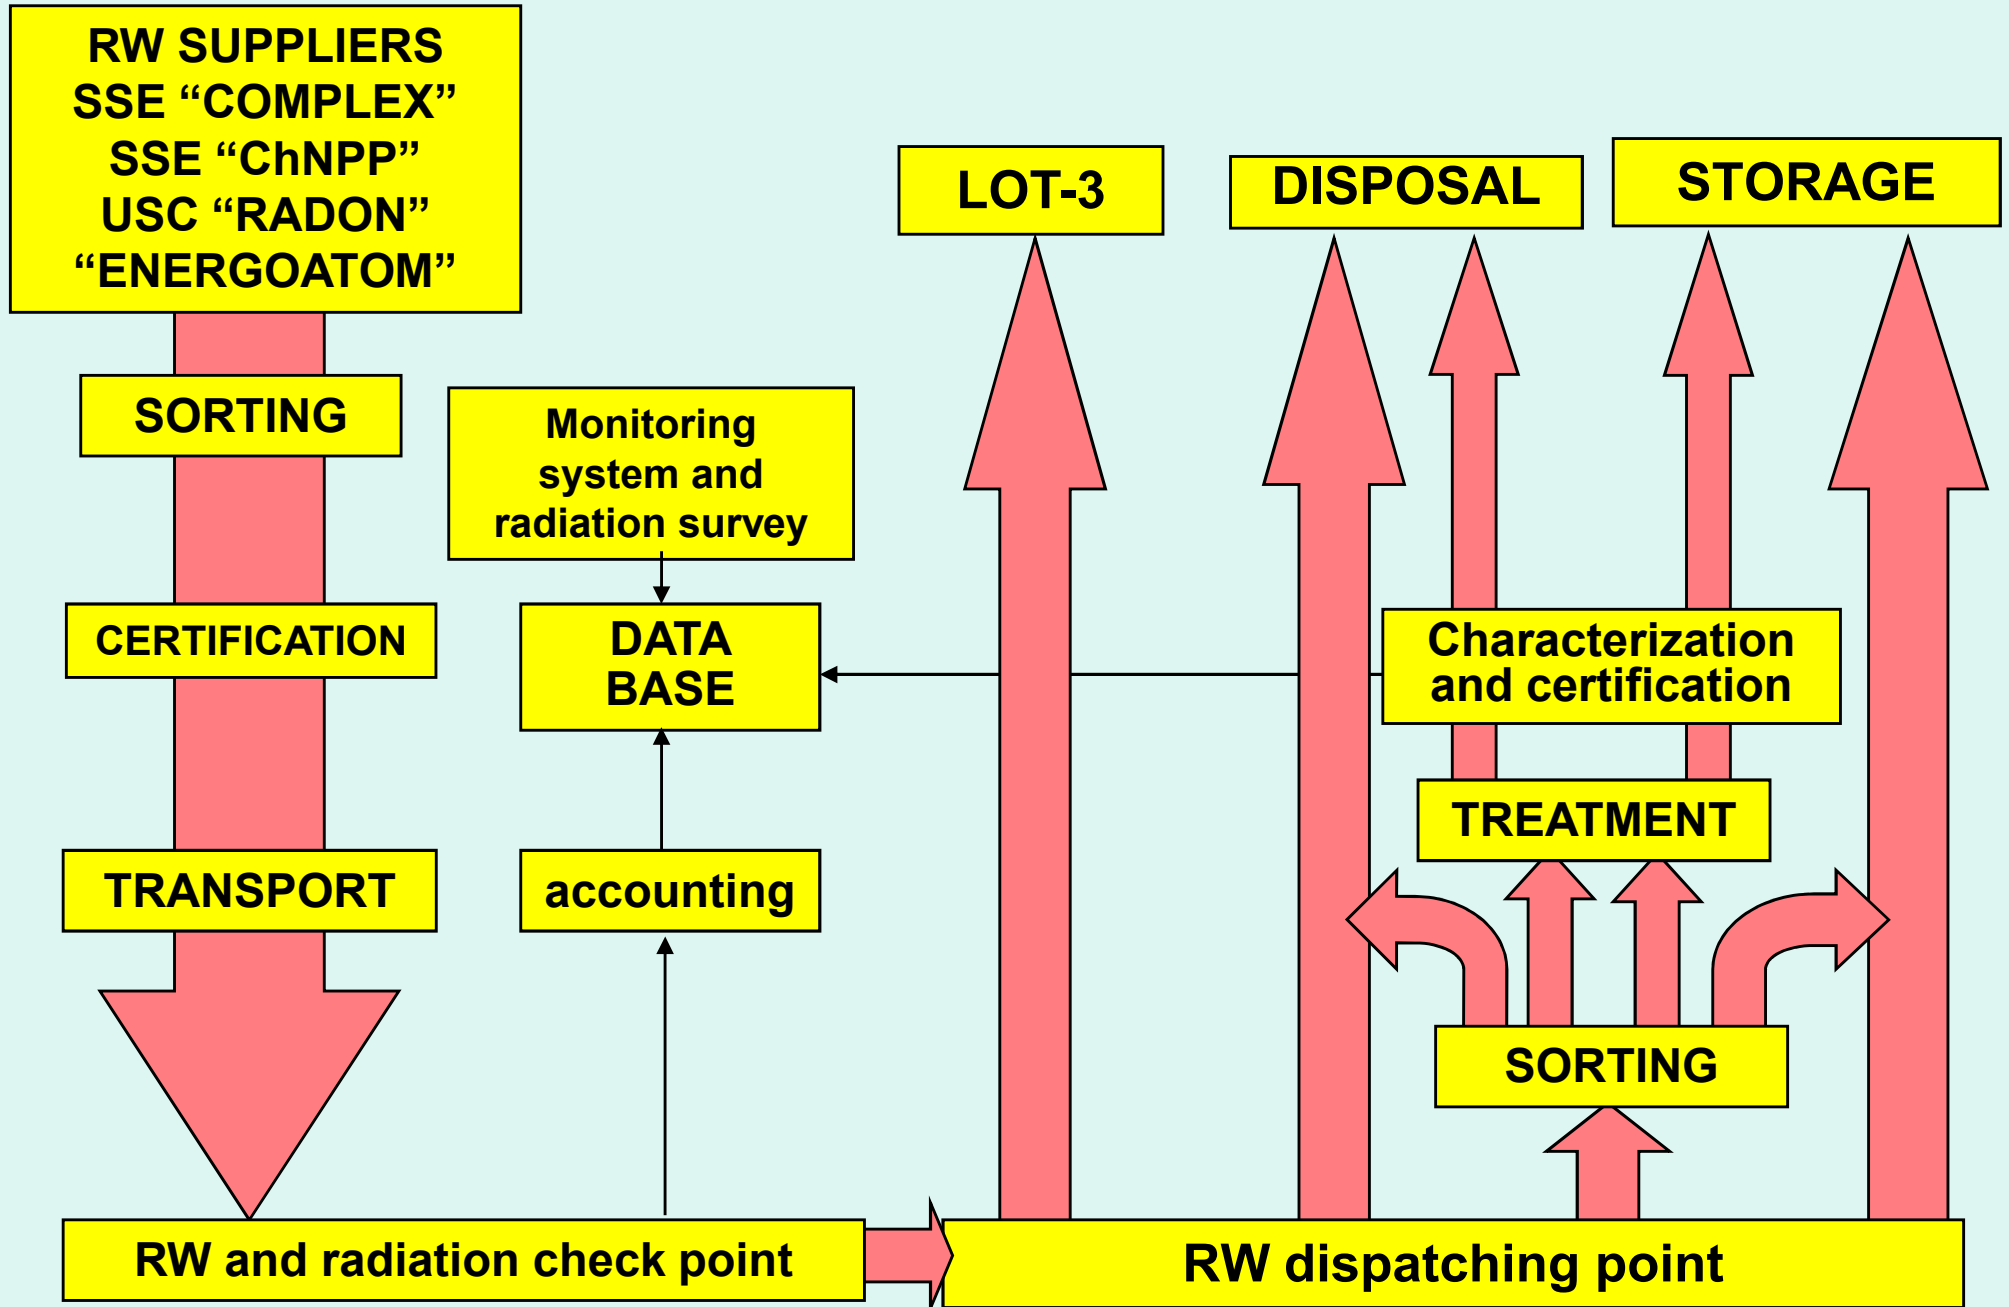 RW SUPPLIERS
SSE “COMPLEX”
SSE “ChNPP”
USC “RADON”
“ENERGOATOM”
SORTING
CERTIFICATION
TRANSPORT
RW and radiation check point
Monitoring
system and
radiation survey
DATA
BASE
accounting
LOT-3
DISPOSAL
STORAGE
Characterization
and certification
TREATMENT
SORTING
RW dispatching point